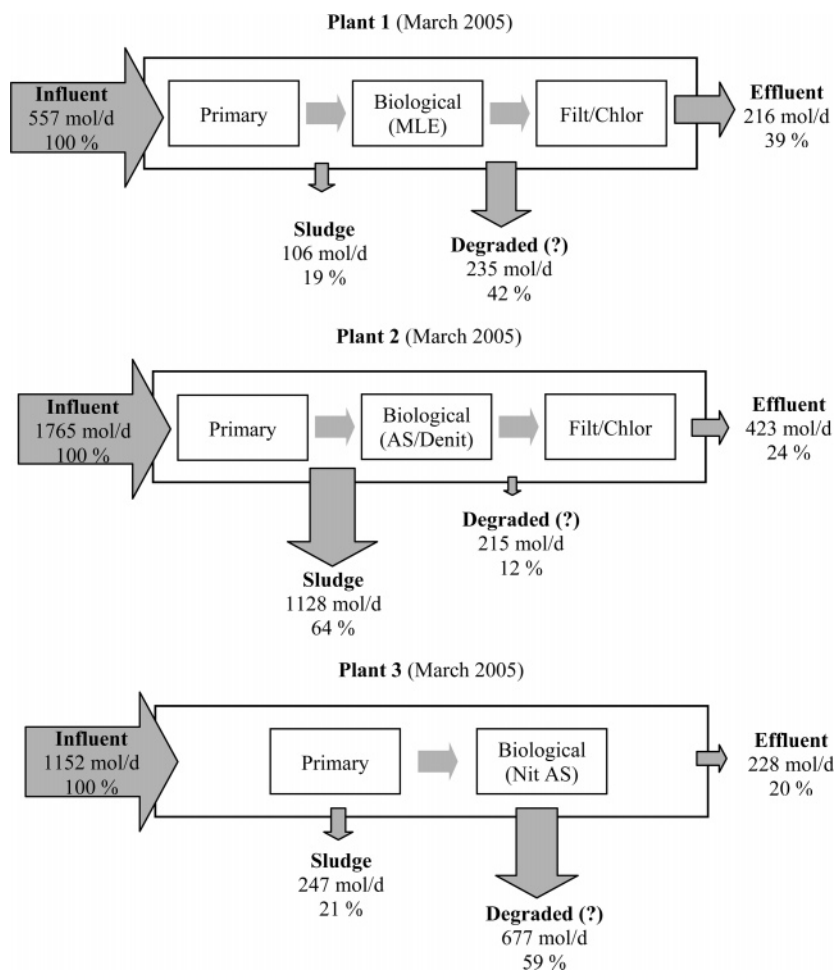 Plant 1 (March 2005)
Influent
557 mol/d
100 %
Primary
Biological
(MLE)
Filt/Chlor
Effluent
216 mol/d
39 %
Sludge
106 mol/d
19 %
Degraded (?)
235 mol/d
42 %
Plant 2 (March 2005)
Influent
1765 mol/d
100 %
Primary
Biological
(AS/Denit)
Filt/Chlor
Effluent
423 mol/d
24 %
Degraded (?)
215 mol/d
12 %
Sludge
1128 mol/d
64 %
Plant 3 (March 2005)
Influent
1152 mol/d
100 %
Primary
Biological
(Nit AS)
Effluent
228 mol/d
20 %
Sludge
247 mol/d
21 %
Degraded (?)
677 mol/d
59 %